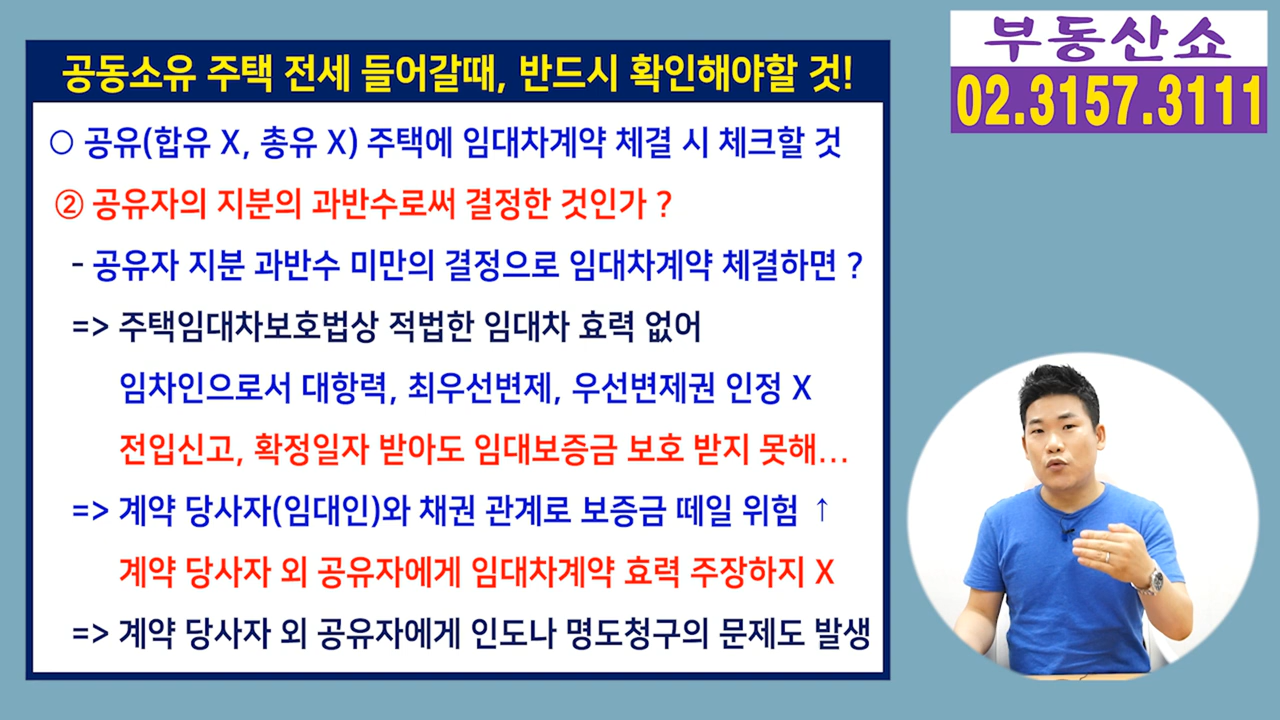 공동소유 주택 전세 들어갈때, 반드시 확인해야할 것!
○ 공유(합유 X, 총유 X) 주택에 임대차계약 체결 시 체크할 것
② 공유자의 지분의 과반수로써 결정한 것인가 ?
- 공유자 지분 과반수 미만의 결정으로 임대차계약 체결하면 ?
=> 주택임대차보호법상 적법한 임대차 효력 없어
임차인으로서 대항력, 최우선변제, 우선변제권 인정 X
전입신고, 확정일자 받아도 임대보증금 보호 받지 못해...
=> 계약 당사자(임대인)와 채권 관계로 보증금 떼일 위험 ↑
계약 당사자 외 공유자에게 임대차계약 효력 주장하지 X
=> 계약 당사자 외 공유자에게 인도나 명도청구의 문제도 발생
부동산쇼
02.3157.3111